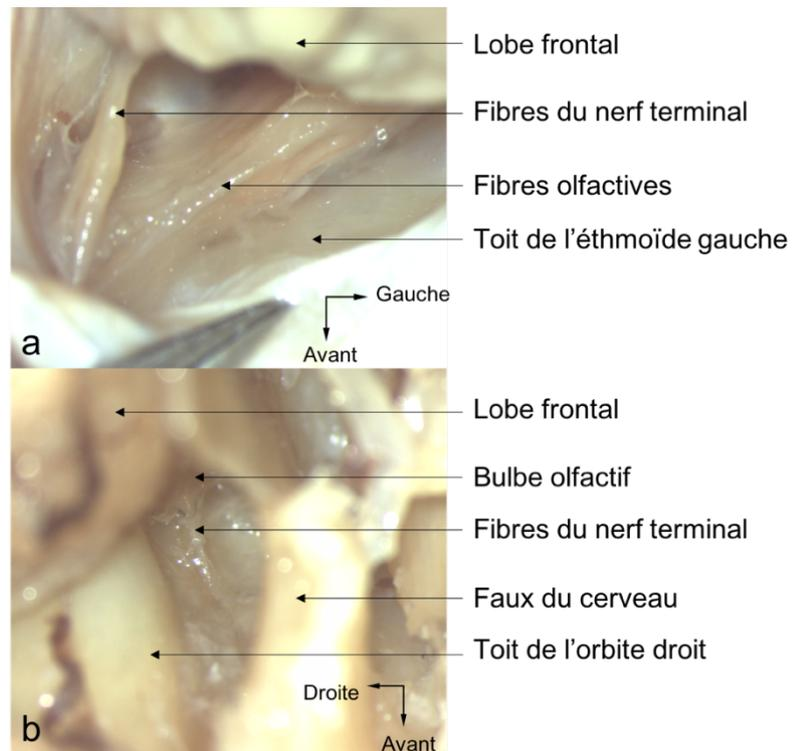 Lobe frontal
Fibres du nerf terminal
Fibres olfactives
Toit de l'éthmoïde gauche
Gauche
Avant
a
Lobe frontal
Bulbe olfactif
Fibres du nerf terminal
Faux du cerveau
Toit de l'orbite droit
Droite
Avant
b